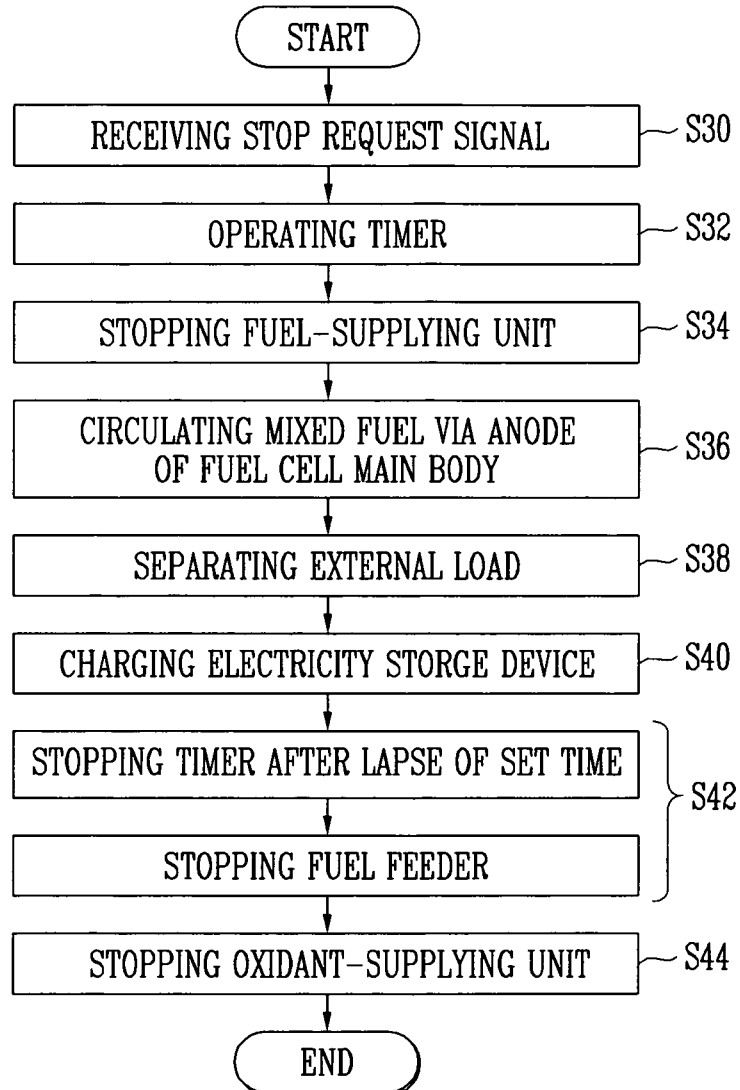 START
RECEIVING STOP REQUEST SIGNAL
S30
OPERATING TIMER
S32
STOPPING FUEL-SUPPLYING UNIT
S34
CIRCULATING MIXED FUEL VIA ANODE
OF FUEL CELL MAIN BODY
S36
SEPARATING EXTERNAL LOAD
S38
CHARGING ELECTRICITY STORGE DEVICE
S40
STOPPING TIMER AFTER LAPSE OF SET TIME
STOPPING FUEL FEEDER
S42
STOPPING OXIDANT-SUPPLYING UNIT
S44
END